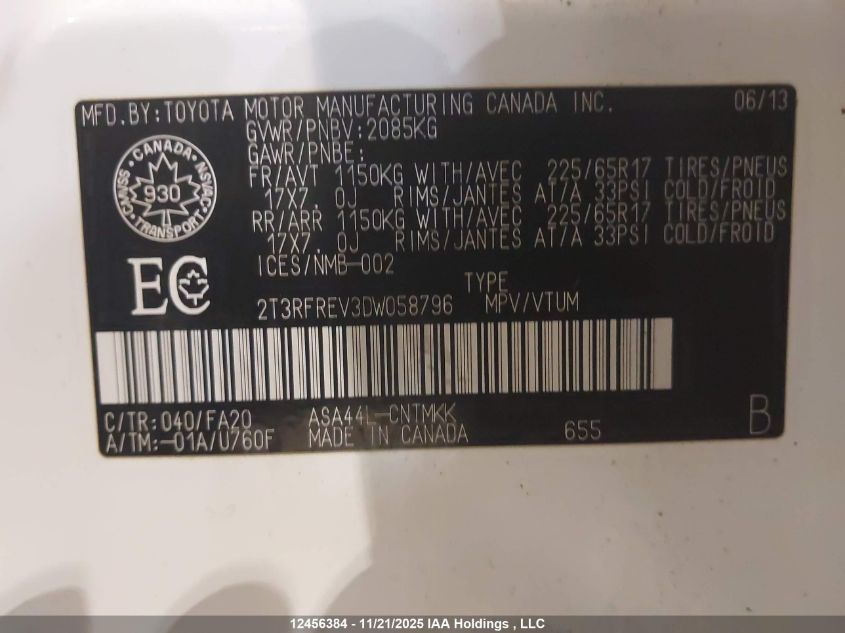 MFD.BY:TOYOTA MOTOR MANUFACTURING CANADA INC. 06/13
GVWR/PNBV:2085KG
GAWR/PNBE:
FR/AVT 1150KG WITH/AVEC 225/65R17 TIRES/PNEUS
17X7.0J RIMS/JANTES AT/A 33PSI COLD/FROID
RR/ARR 1150KG WITH/AVEC 225/65R17 TIRES/PNEUS
17X7.0J RIMS/JANTES AT/A 33PSI COLD/FROID
ICES/NMB-002
CANADA
NSVAC
TRANSPORT
CMVSS
930
EC
TYPE
2T3RFREV3DW058796 MPV/VTUM
C/TR:040/FA20 ASA44L-CNTMKK
A/TM:-01A/U760F MADE IN CANADA 655 B
12456384 - 11/21/2025 IAA Holdings , LLC